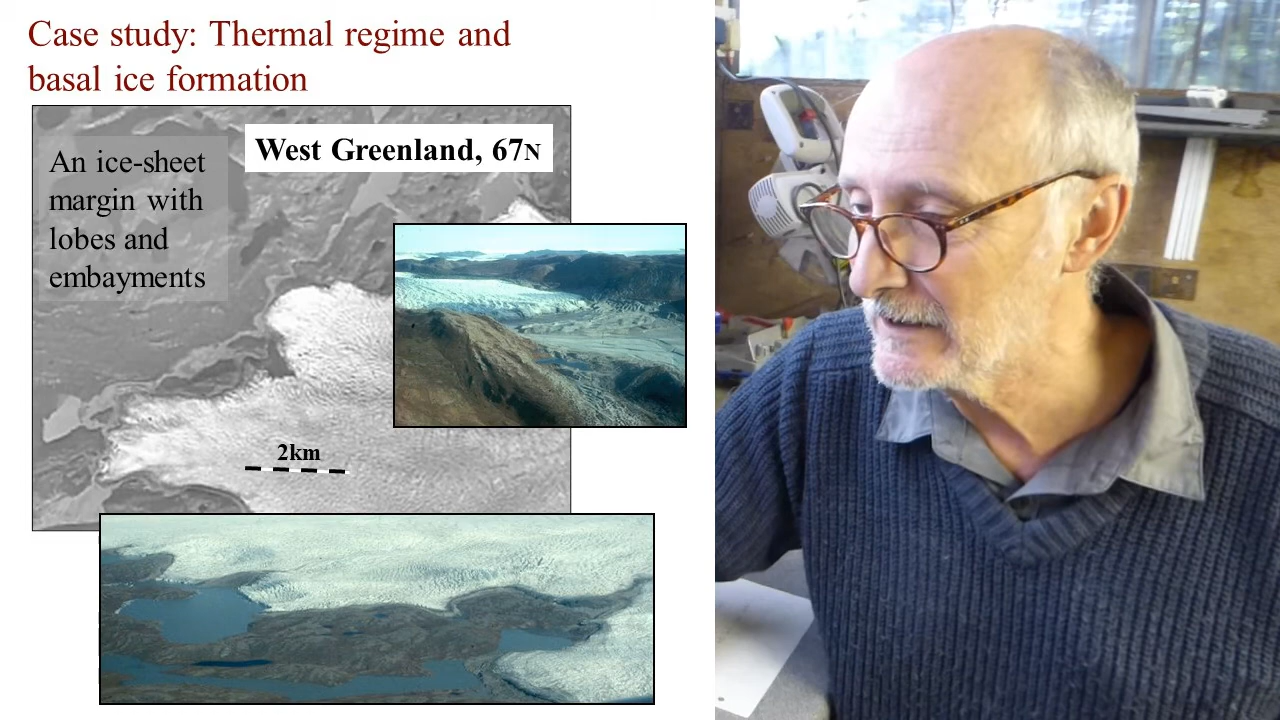 Case study: Thermal regime and
basal ice formation
West Greenland, 67N
An ice-sheet
margin with
lobes and
embayments
2km